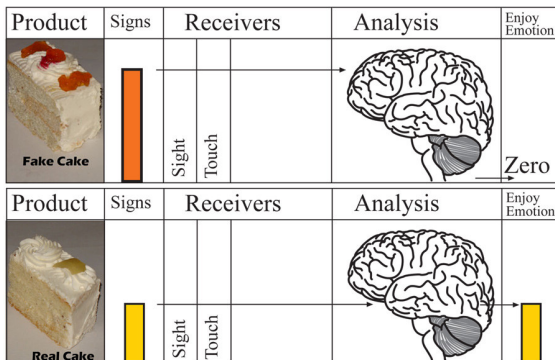 Product Signs Receivers Analysis Enjoy Emotion
Fake Cake
Sight
Touch
Zero
Product Signs Receivers Analysis Enjoy Emotion
Real Cake
Sight
Touch